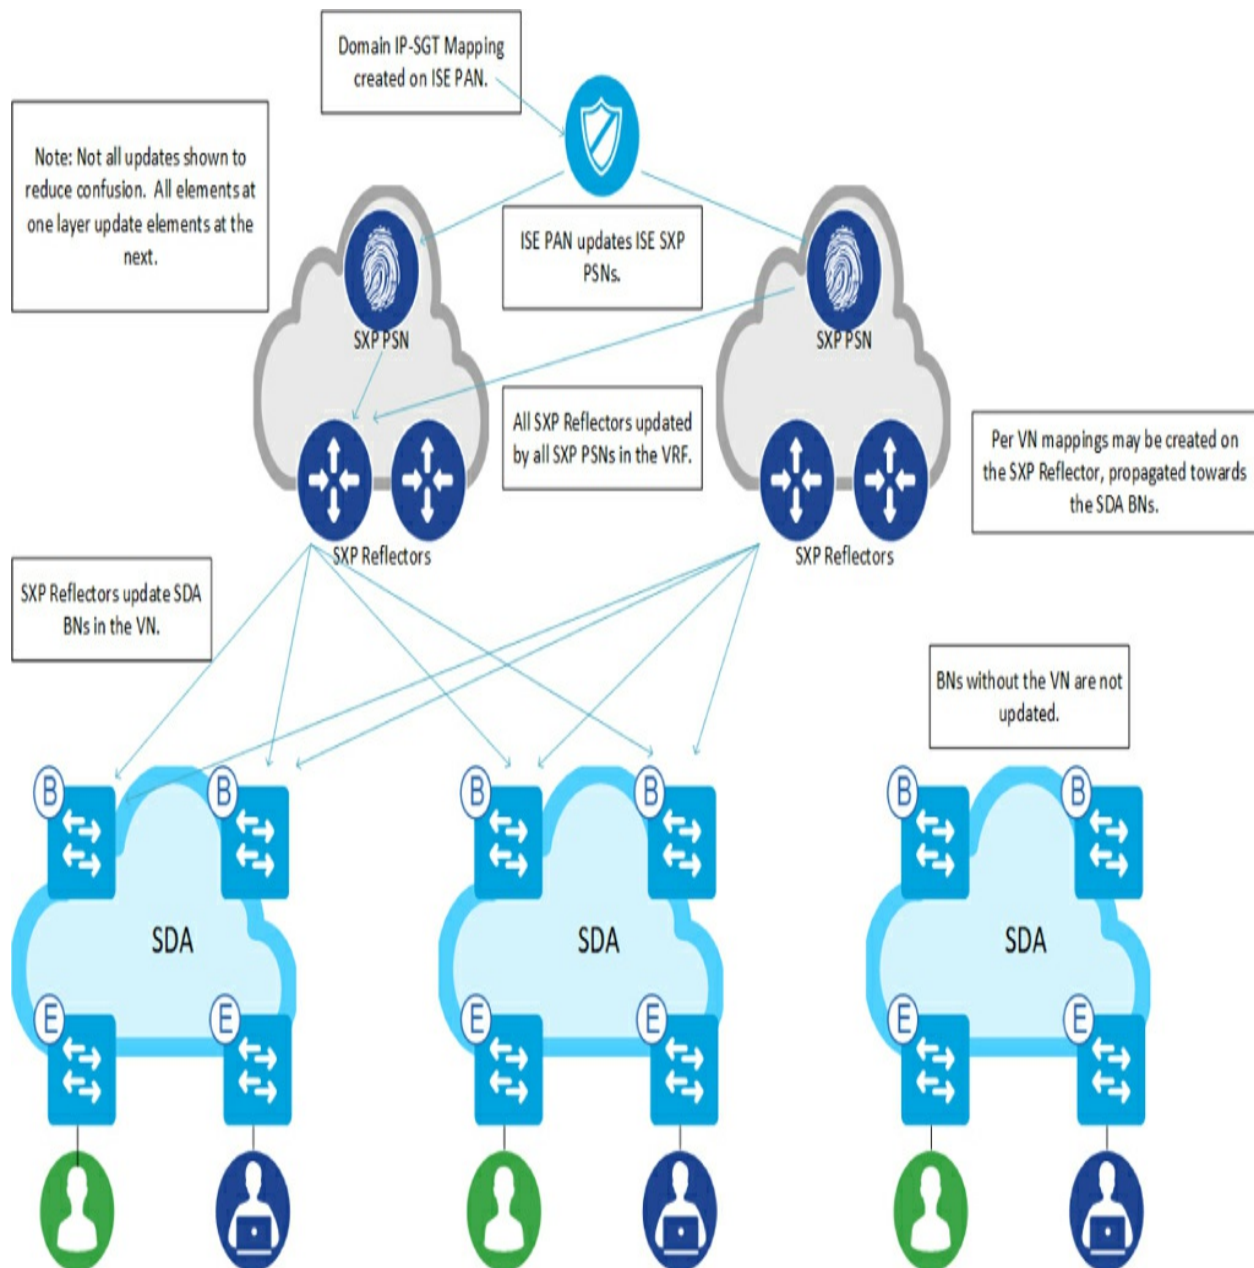 Domain IP-SGT Mapping
created on ISE PAN.
Note: Not all updates shown to
reduce confusion. All elements at
one layer update elements at the
next.
ISE PAN updates ISE SXP
PSNs.
SXP PSN
SXP PSN
All SXP Reflectors updated
by all SXP PSNs in the VRF.
Per VN mappings may be created on
the SXP Reflector, propagated towards
the SDA BNs.
SXP Reflectors
SXP Reflectors
SXP Reflectors update SDA
BNs in the VN.
BNs without the VN are not
updated.
B
B
B
B
B
B
SDA
SDA
SDA
E
E
E
E
E
E